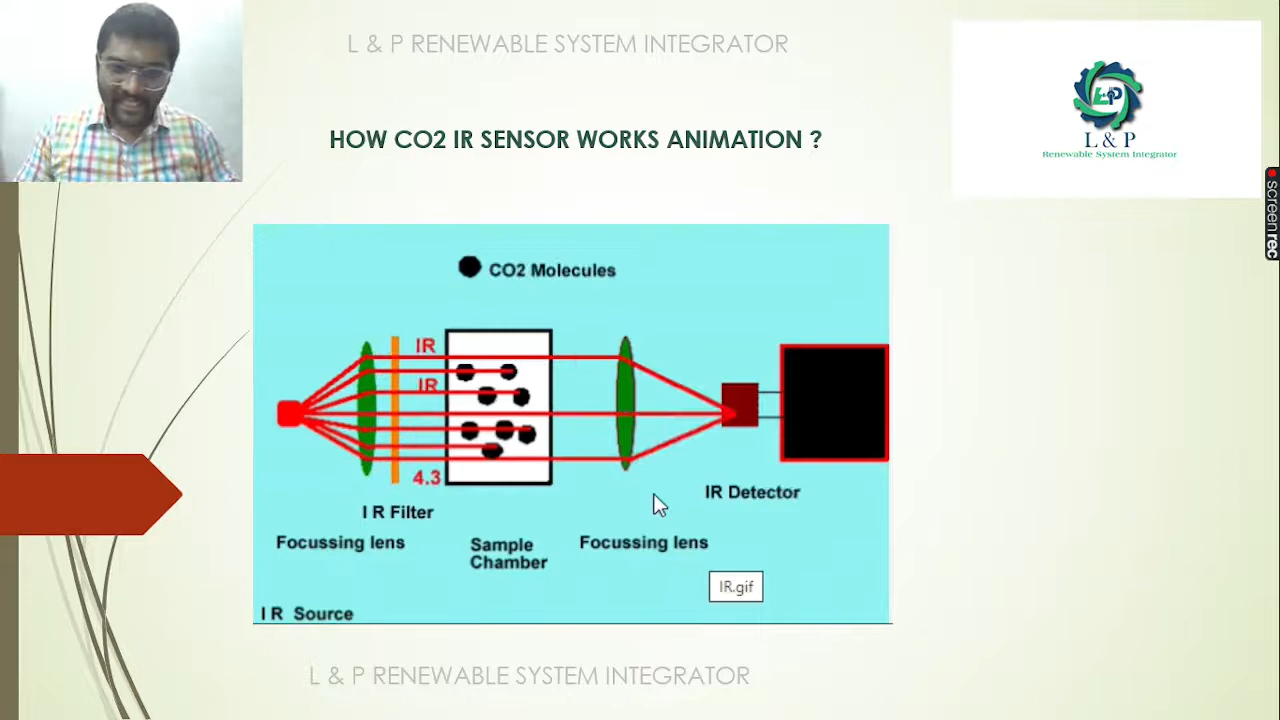 L & P RENEWABLE SYSTEM INTEGRATOR
L&P
L & P
Renewable System Integrator
HOW CO2 IR SENSOR WORKS ANIMATION ?
screenrec
CO2 Molecules
IR
IR
4.3
IR Detector
I R Filter
Focussing lens
Sample
Chamber
Focussing lens
IR.gif
I R Source
L & P RENEWABLE SYSTEM INTEGRATOR